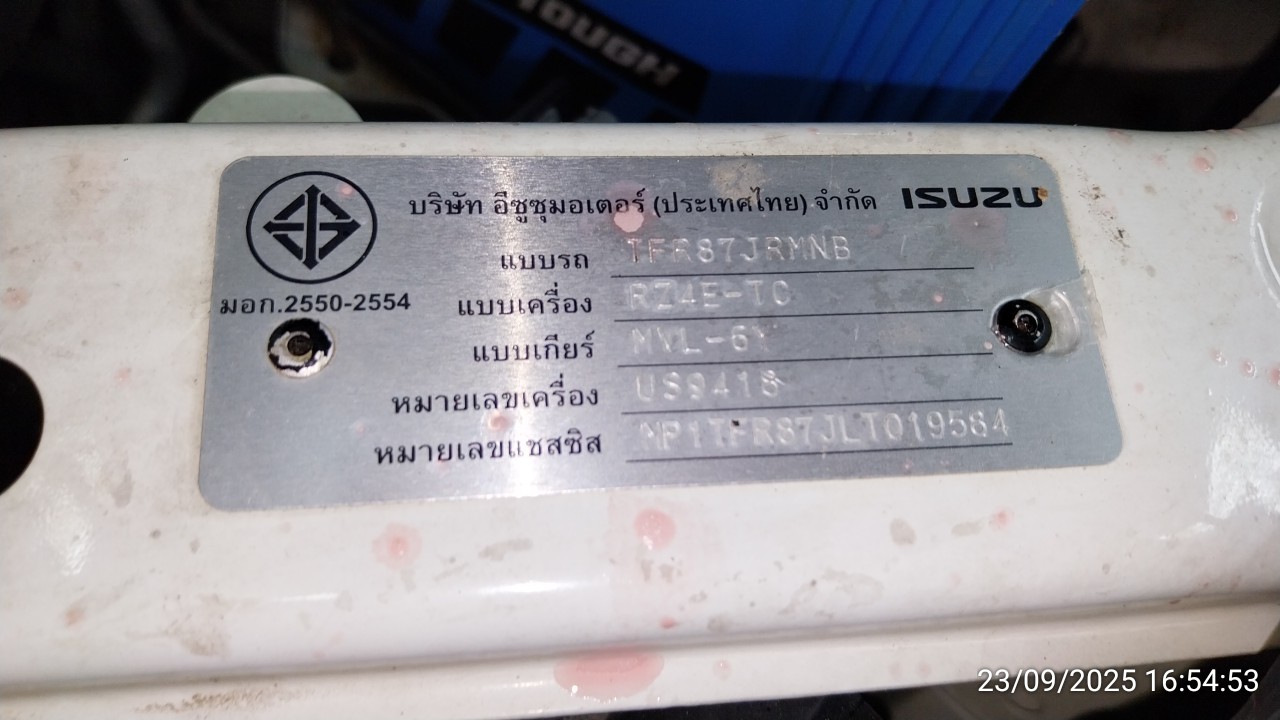 TOUGH
บริษัท อีซูซุมอเตอร์ (ประเทศไทย) จำกัด ISUZU
แบบรถ TFR87JRMNB
มอก.2550-2554
แบบเครื่อง RZ4E-TC
แบบเกียร์ MVL-6Y
หมายเลขเครื่อง US9418
หมายเลขแชสซิส MP1TFR87JLT019564
23/09/2025 16:54:53